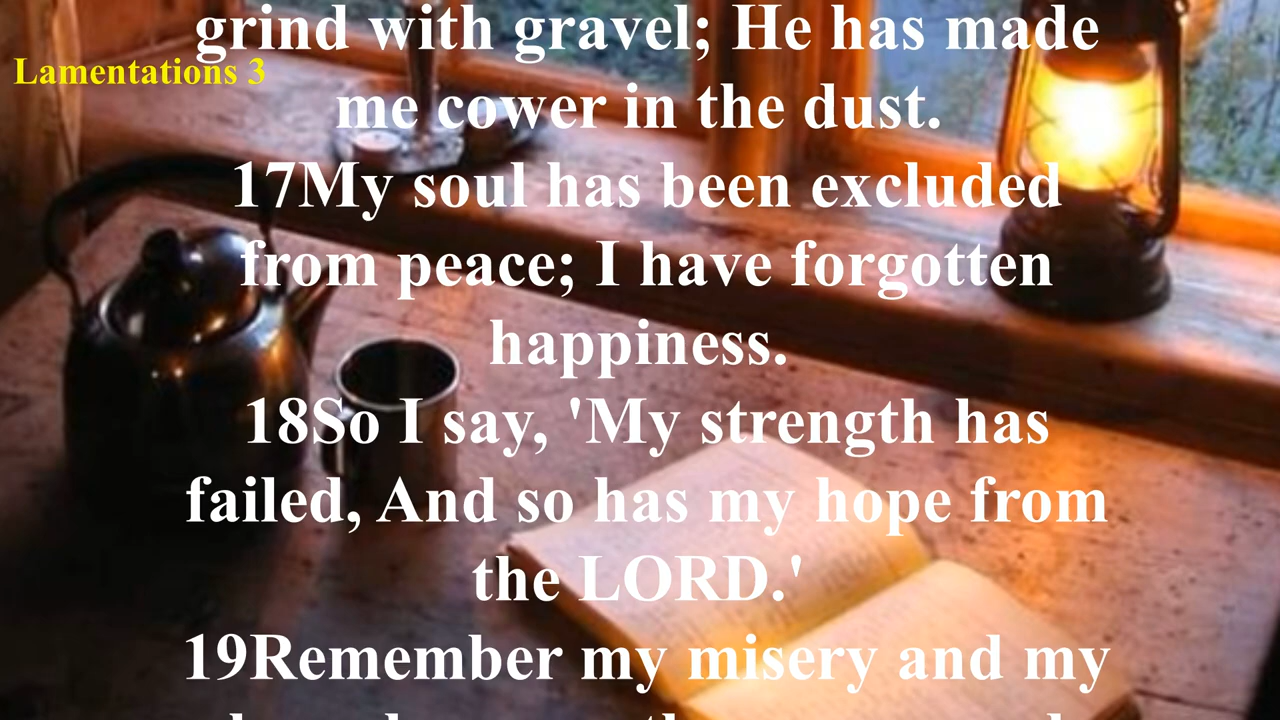 grind with gravel; He has made
Lamentations 3
me cower in the dust.
17My soul has been excluded
from peace; I have forgotten
happiness.
18So I say, 'My strength has
failed, And so has my hope from
the LORD.'
19Remember my misery and my